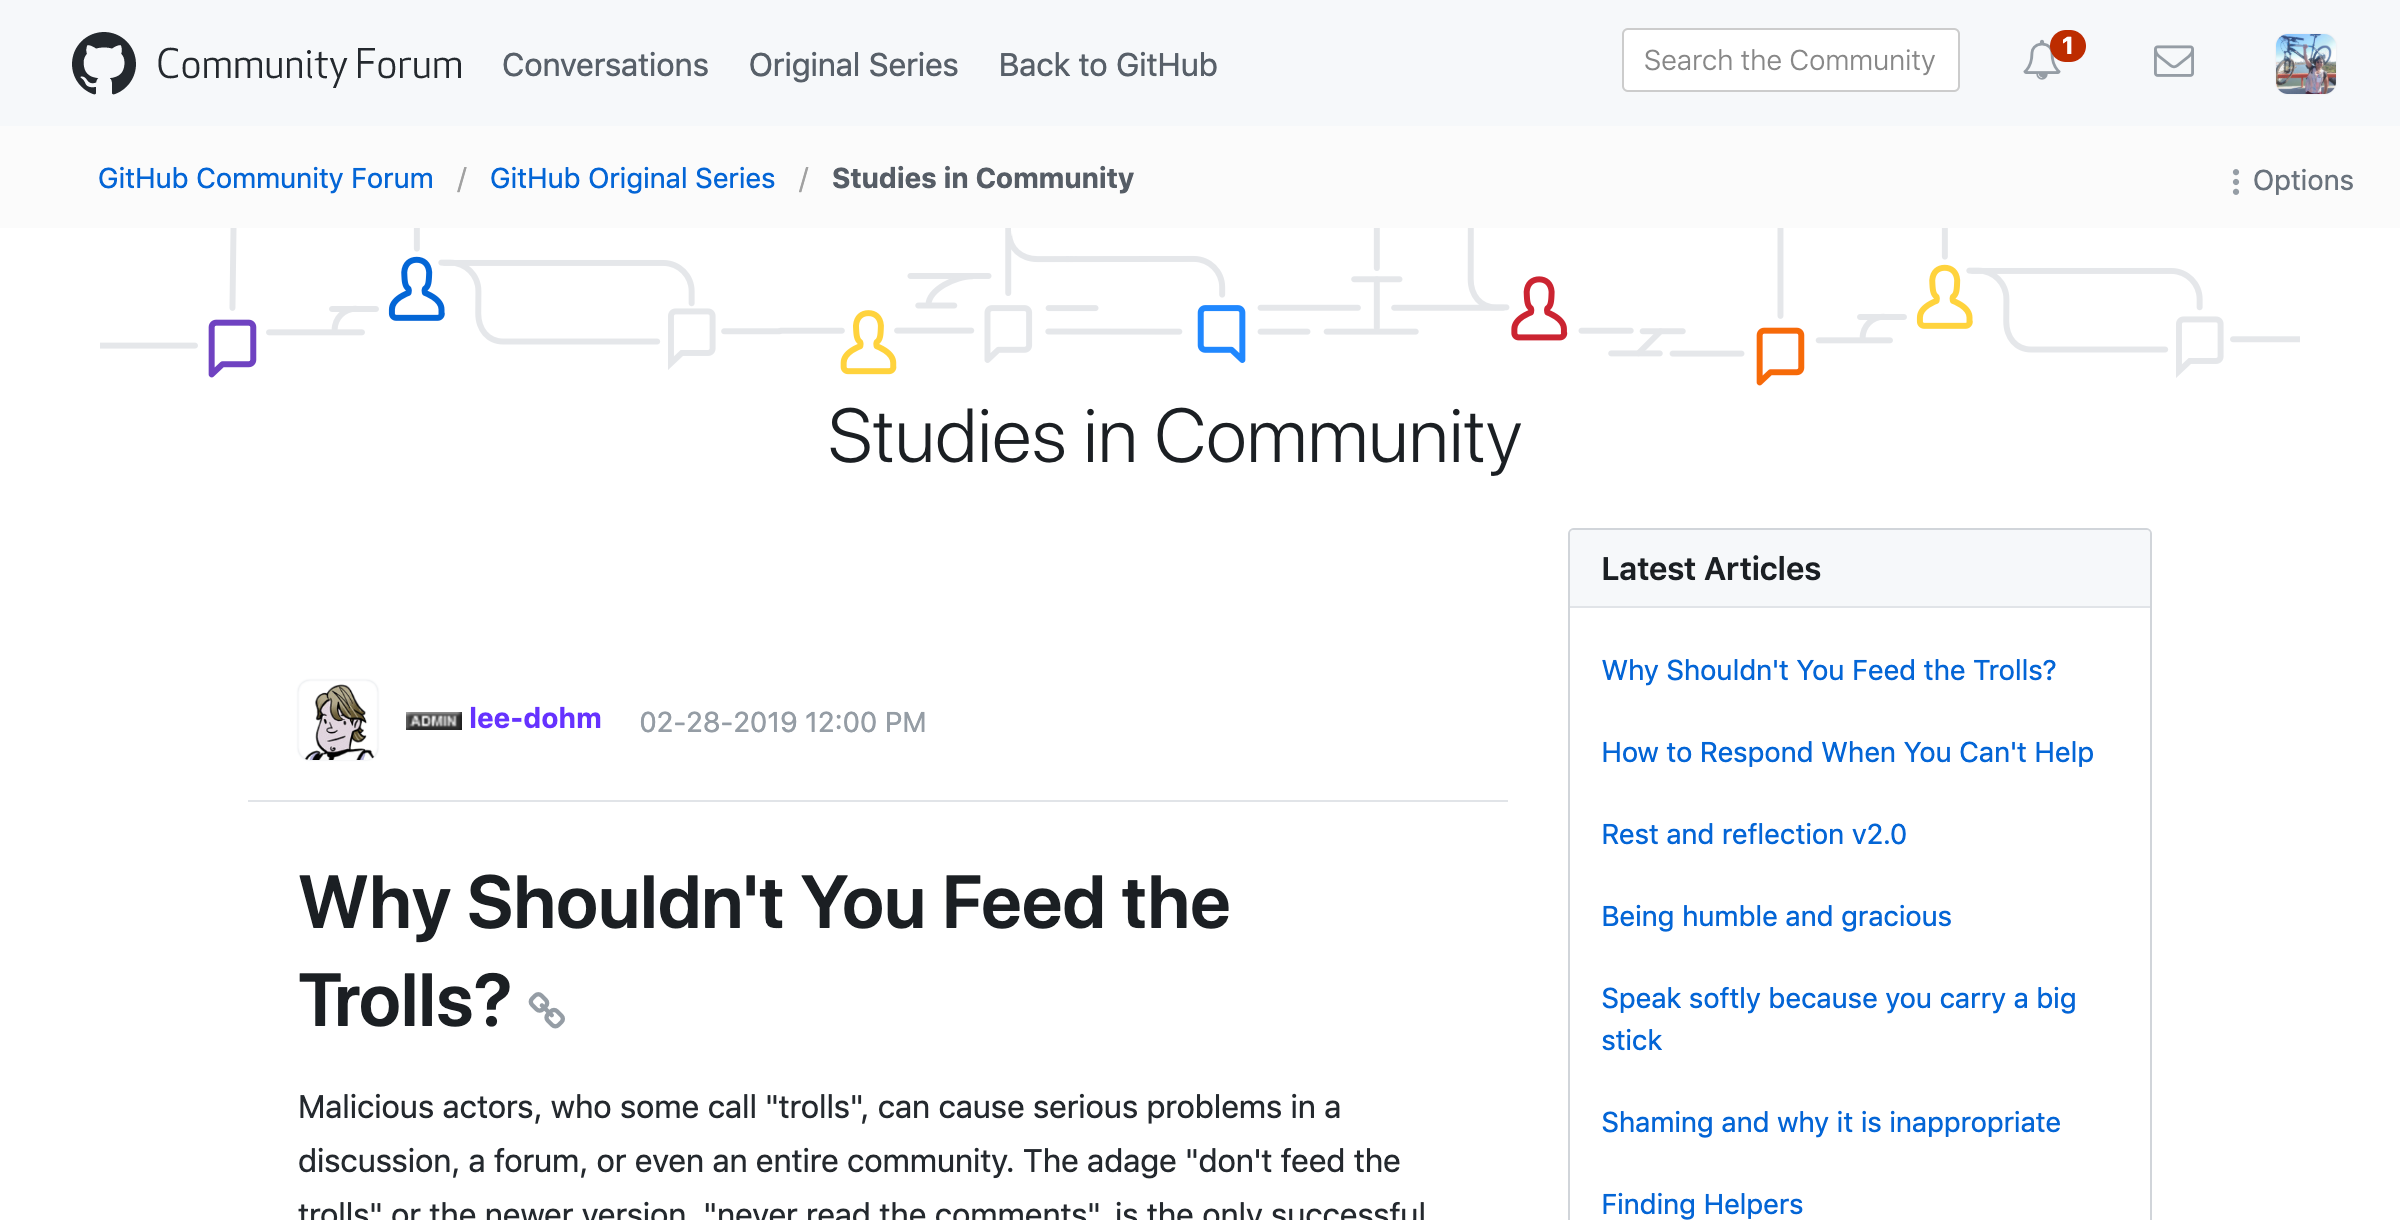 Community Forum Conversations Original Series Back to GitHub Search the Community 1
GitHub Community Forum / GitHub Original Series / Studies in Community Options
Studies in Community
ADMIN lee-dohm 02-28-2019 12:00 PM
Why Shouldn't You Feed the
Trolls?
Malicious actors, who some call "trolls", can cause serious problems in a
discussion, a forum, or even an entire community. The adage "don't feed the
trolls" or the newer version, "never read the comments", is the only successful
Latest Articles
Why Shouldn't You Feed the Trolls?
How to Respond When You Can't Help
Rest and reflection v2.0
Being humble and gracious
Speak softly because you carry a big
stick
Shaming and why it is inappropriate
Finding Helpers